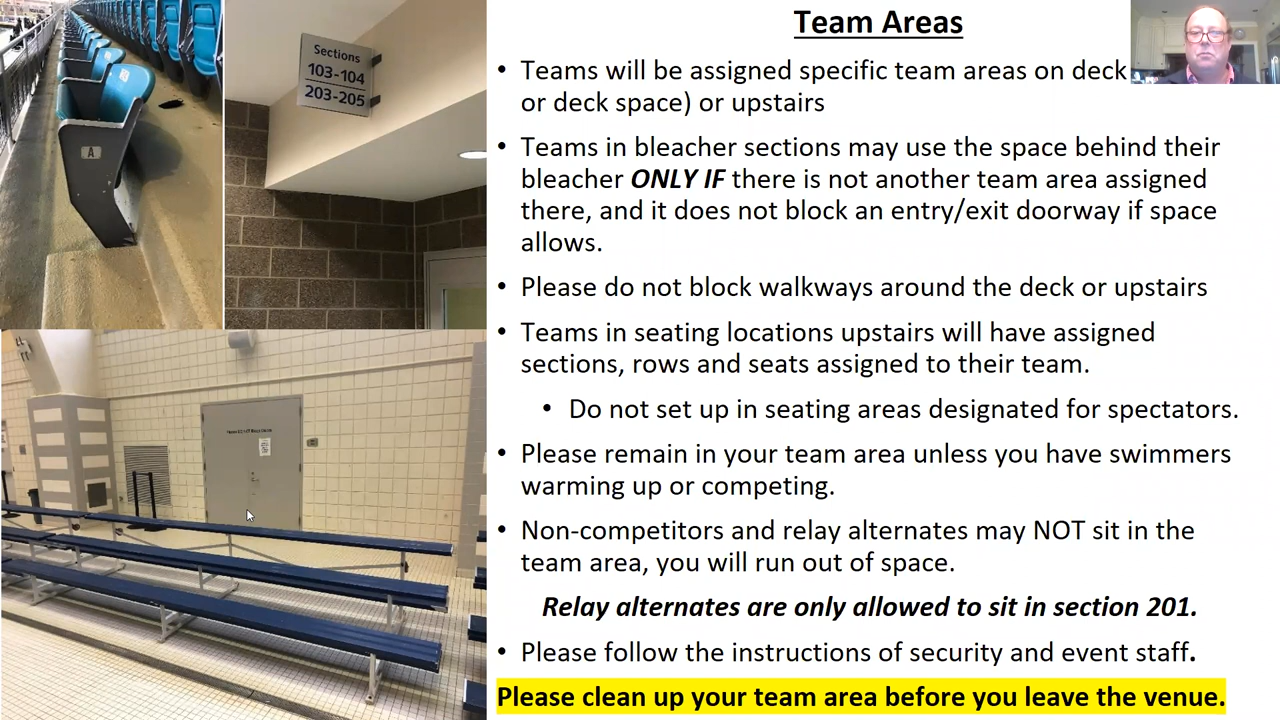 Team Areas
A
Sections
103-104
203-205
• Teams will be assigned specific team areas on deck
or deck space) or upstairs
• Teams in bleacher sections may use the space behind their
bleacher ONLY IF there is not another team area assigned
there, and it does not block an entry/exit doorway if space
allows.
• Please do not block walkways around the deck or upstairs
• Teams in seating locations upstairs will have assigned
sections, rows and seats assigned to their team.
• Do not set up in seating areas designated for spectators.
• Please remain in your team area unless you have swimmers
warming up or competing.
• Non-competitors and relay alternates may NOT sit in the
team area, you will run out of space.
Relay alternates are only allowed to sit in section 201.
• Please follow the instructions of security and event staff.
Please clean up your team area before you leave the venue.